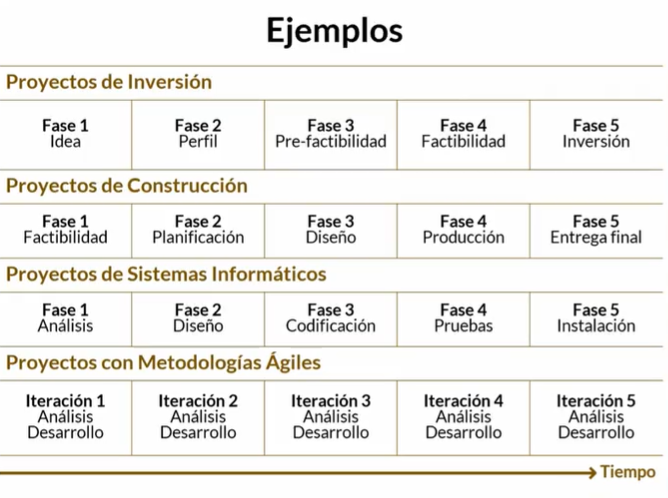 Ejemplos
Proyectos de Inversión
Fase 1 Fase 2 Fase 3 Fase 4 Fase 5
Idea Perfil Pre-factibilidad Factibilidad Inversión
Proyectos de Construcción
Fase 1 Fase 2 Fase 3 Fase 4 Fase 5
Factibilidad Planificación Diseño Producción Entrega final
Proyectos de Sistemas Informáticos
Fase 1 Fase 2 Fase 3 Fase 4 Fase 5
Análisis Diseño Codificación Pruebas Instalación
Proyectos con Metodologías Ágiles
Iteración 1 Iteración 2 Iteración 3 Iteración 4 Iteración 5
Análisis Análisis Análisis Análisis Análisis
Desarrollo Desarrollo Desarrollo Desarrollo Desarrollo
Tiempo